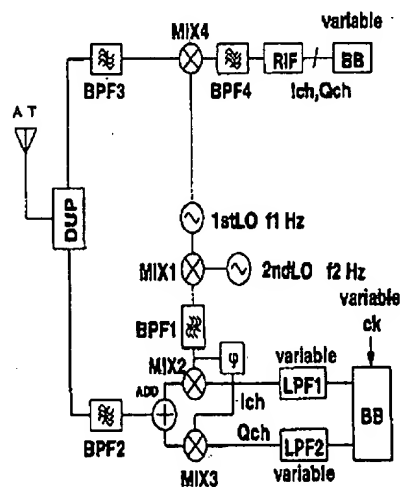 variable
MIX4
BPF3
BPF4
RIF
BB
Ich,Qch
A T
DUP
1stLO f1 Hz
MIX1
2ndLO f2 Hz
variable
ck
BPF1
φ
MIX2
variable
ADD
LPF1
Ich
BB
BPF2
Qch
LPF2
MIX3
variable